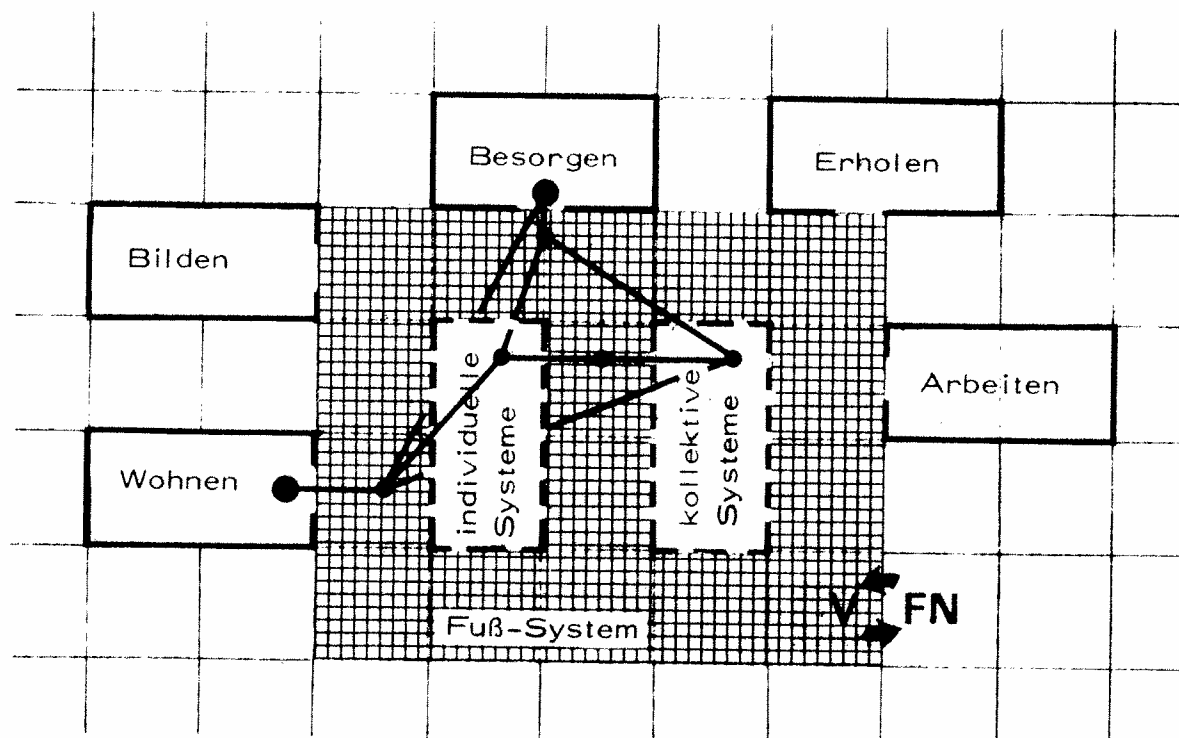 Besorgen
Erholen
Bilden
Arbeiten
Wohnen
individuelle
Systeme
kollektive
Systeme
Fuß-System
V FN